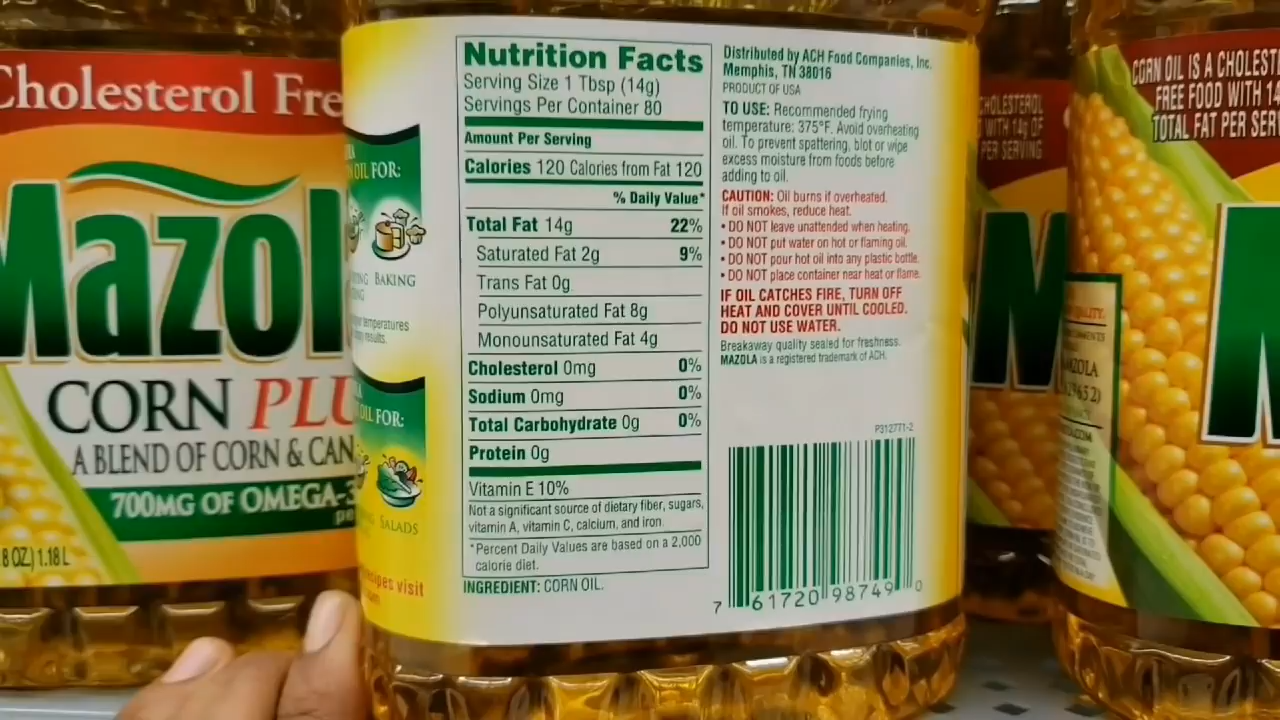 Cholesterol Fre
Mazol
CORN PLU
A BLEND OF CORN & CAN
700MG OF OMEGA-3
8 OZ) 1.18 L
OIL FOR:
BAKING
temperatures
results.
OIL FOR:
SALADS
recipes visit
Nutrition Facts
Serving Size 1 Tbsp (14g)
Servings Per Container 80
Amount Per Serving
Calories 120 Calories from Fat 120
% Daily Value*
Total Fat 14g 22%
Saturated Fat 2g 9%
Trans Fat 0g
Polyunsaturated Fat 8g
Monounsaturated Fat 4g
Cholesterol 0mg 0%
Sodium 0mg 0%
Total Carbohydrate 0g 0%
Protein 0g
Vitamin E 10%
Not a significant source of dietary fiber, sugars,
vitamin A, vitamin C, calcium, and iron.
*Percent Daily Values are based on a 2,000
calorie diet.
INGREDIENT: CORN OIL.
Distributed by ACH Food Companies, Inc.
Memphis, TN 38016
PRODUCT OF USA
TO USE: Recommended frying
temperature: 375°F. Avoid overheating
oil. To prevent spattering, blot or wipe
excess moisture from foods before
adding to oil.
CAUTION: Oil burns if overheated.
If oil smokes, reduce heat.
• DO NOT leave unattended when heating.
• DO NOT put water on hot or flaming oil.
• DO NOT pour hot oil into any plastic bottle.
• DO NOT place container near heat or flame.
IF OIL CATCHES FIRE, TURN OFF
HEAT AND COVER UNTIL COOLED.
DO NOT USE WATER.
Breakaway quality sealed for freshness.
MAZOLA is a registered trademark of ACH.
P312771-2
7 61720 98749 0
CHOLESTEROL
WITH 14g OF
PER SERVING
M
CORN OIL IS A CHOLESTE
FREE FOOD WITH 14
TOTAL FAT PER SER